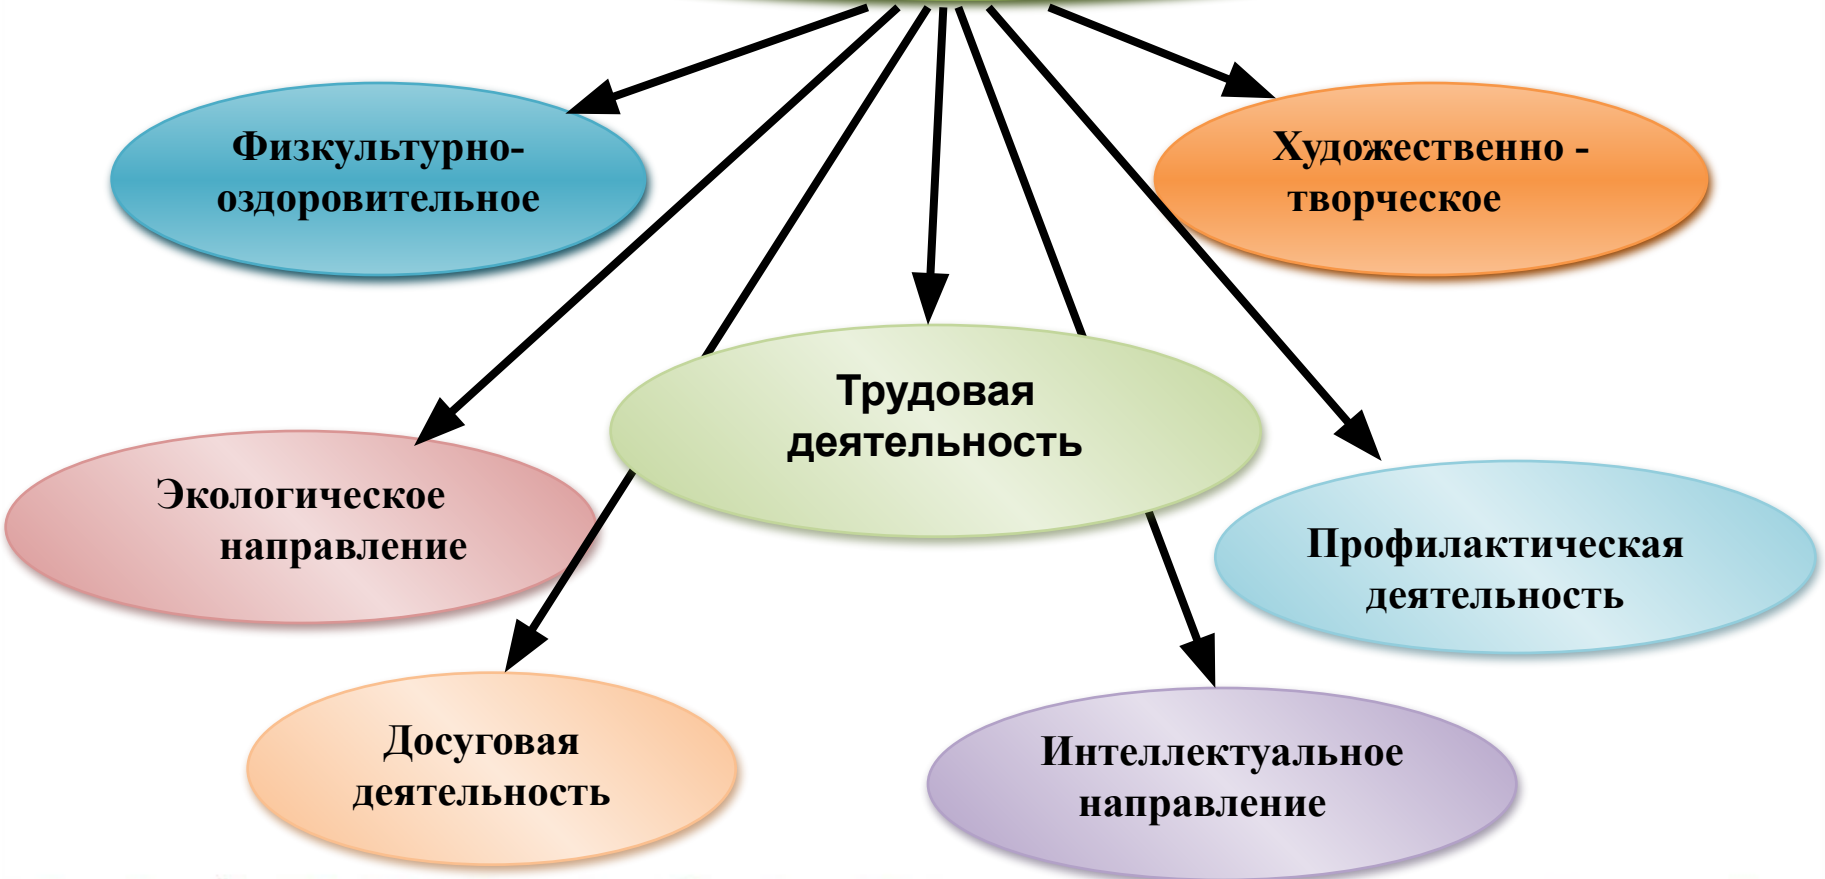 Физкультурно-
оздоровительное
Художественно -
творческое
Трудовая
деятельность
Экологическое
направление
Профилактическая
деятельность
Досуговая
деятельность
Интеллектуальное
направление